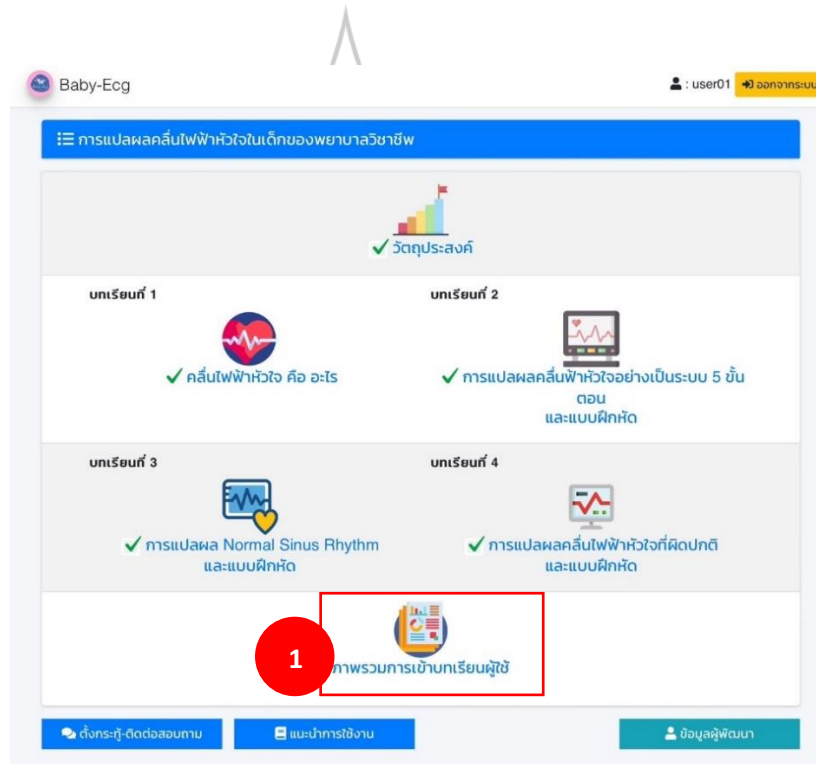 Baby-Ecg
: user01 ออกจากระบบ
การแปลผลคลื่นไฟฟ้าหัวใจในเด็กของพยาบาลวิชาชีพ
วัตถุประสงค์
บทเรียนที่ 1
บทเรียนที่ 2
คลื่นไฟฟ้าหัวใจ คือ อะไร
การแปลผลคลื่นฟ้าหัวใจอย่างเป็นระบบ 5 ขั้น
ตอน
และแบบฝึกหัด
บทเรียนที่ 3
บทเรียนที่ 4
การแปลผล Normal Sinus Rhythm
และแบบฝึกหัด
การแปลผลคลื่นไฟฟ้าหัวใจที่ผิดปกติ
และแบบฝึกหัด
1
ภาพรวมการเข้าบทเรียนผู้ใช้
ตั้งกระทู้-ติดต่อสอบถาม
แนะนำการใช้งาน
ข้อมูลผู้พัฒนา